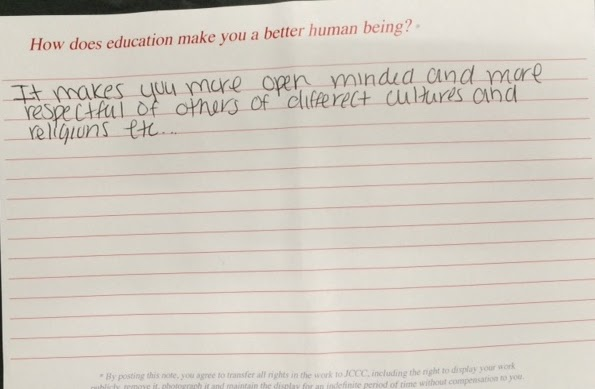 How does education make you a better human being? *
It makes you more open minded and more
respectful of others of differect cultures and
religions etc...
* By posting this note, you agree to transfer all rights in the work to JCCC, including the right to display your work
publicly, remove it, photograph it and maintain the display for an indefinite period of time without compensation to you.